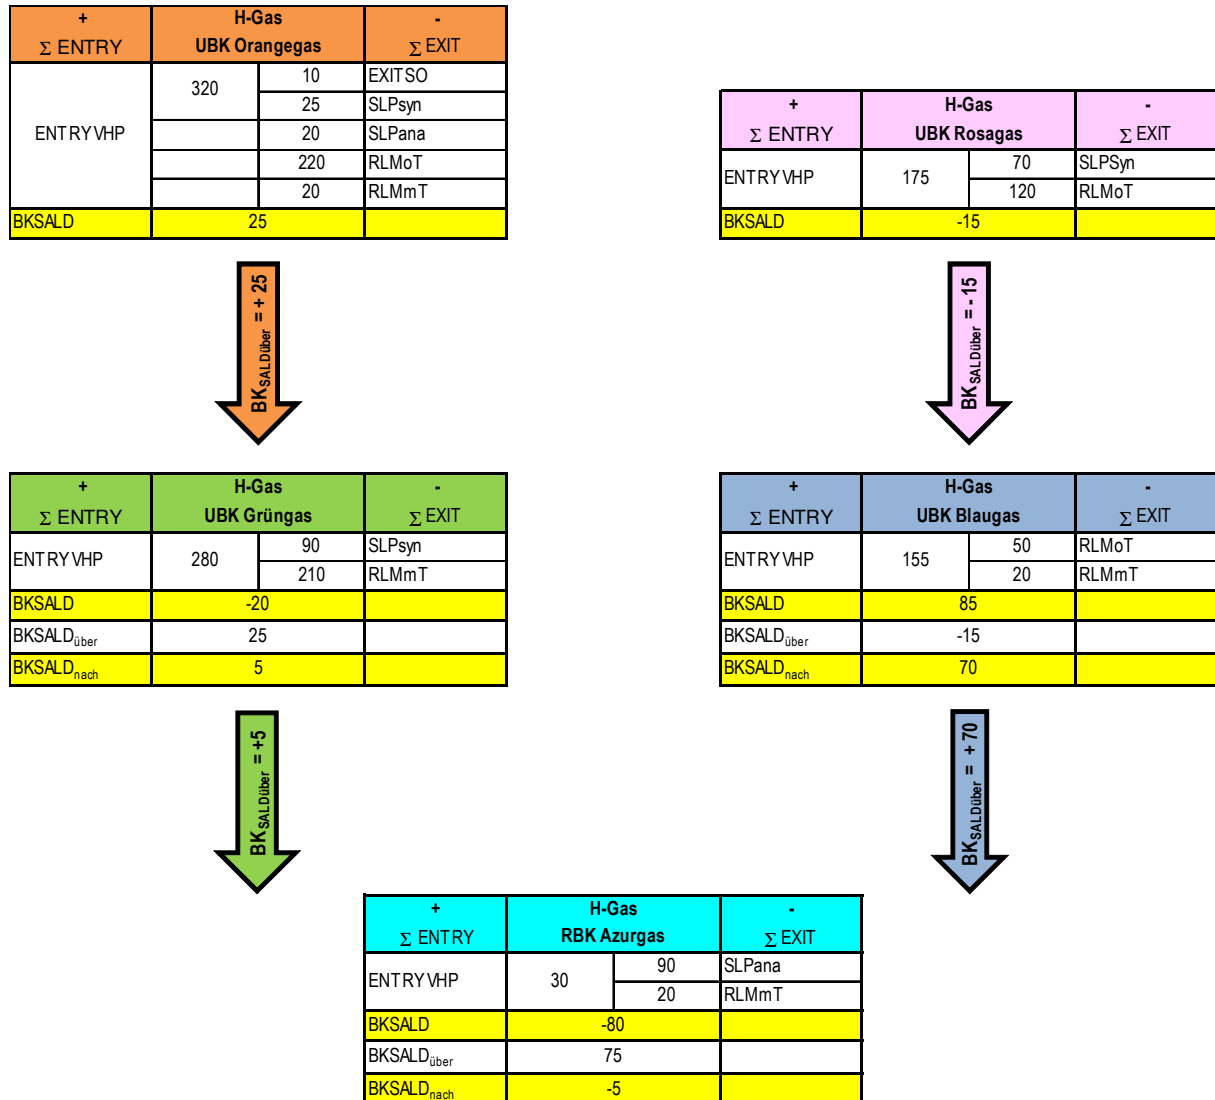 + H-Gas -
Σ ENTRY UBK Orangegas Σ EXIT
ENTRY VHP 320 10 EXITSO
25 SLPsyn
20 SLPana
220 RLMoT
20 RLMmT
BKSALD 25
+ H-Gas -
Σ ENTRY UBK Rosagas Σ EXIT
ENTRY VHP 175 70 SLPSyn
120 RLMoT
BKSALD -15
BKSALDüber = + 25
BKSALDüber = - 15
+ H-Gas -
Σ ENTRY UBK Grüngas Σ EXIT
ENTRY VHP 280 90 SLPsyn
210 RLMmT
BKSALD -20
BKSALDüber 25
BKSALDnach 5
+ H-Gas -
Σ ENTRY UBK Blaugas Σ EXIT
ENTRY VHP 155 50 RLMoT
20 RLMmT
BKSALD 85
BKSALDüber -15
BKSALDnach 70
BKSALDüber = +5
BKSALDüber = + 70
+ H-Gas -
Σ ENTRY RBK Azurgas Σ EXIT
ENTRY VHP 30 90 SLPana
20 RLMmT
BKSALD -80
BKSALDüber 75
BKSALDnach -5